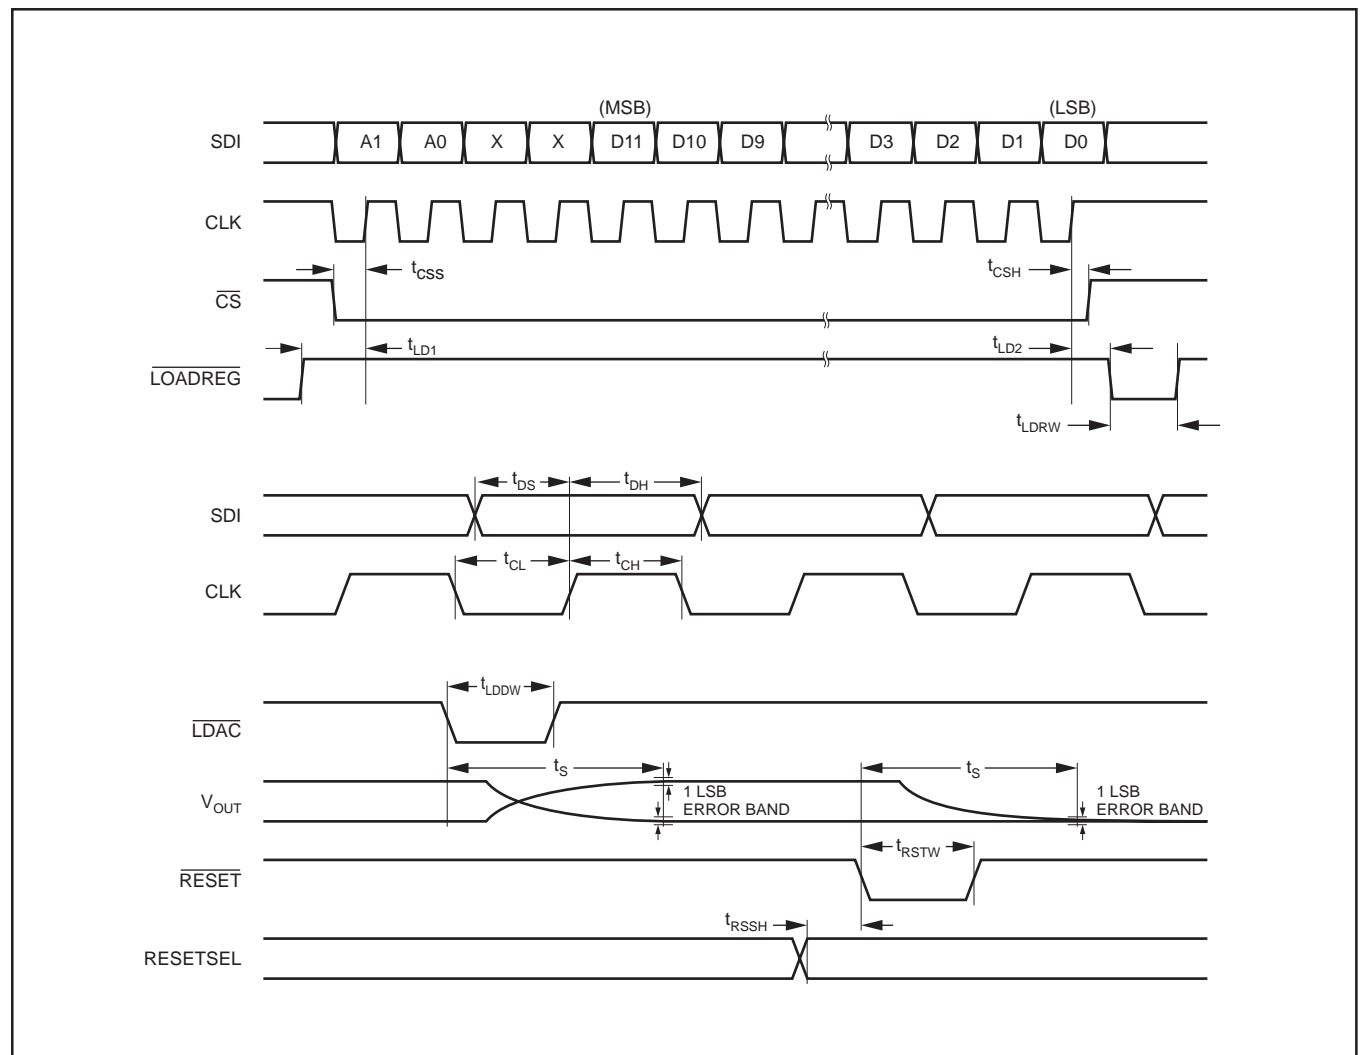 (MSB) (LSB)
SDI A1 A0 X X D11 D10 D9 D3 D2 D1 D0
CLK
tCSS tCSH
CS
tLD1 tLD2
LOADREG
tLDRW
tDS tDH
SDI
tCL tCH
CLK
tLDDW
LDAC
tS tS
VOUT
1 LSB
ERROR BAND
1 LSB
ERROR BAND
tRSTW
RESET
tRSSH
RESETSEL